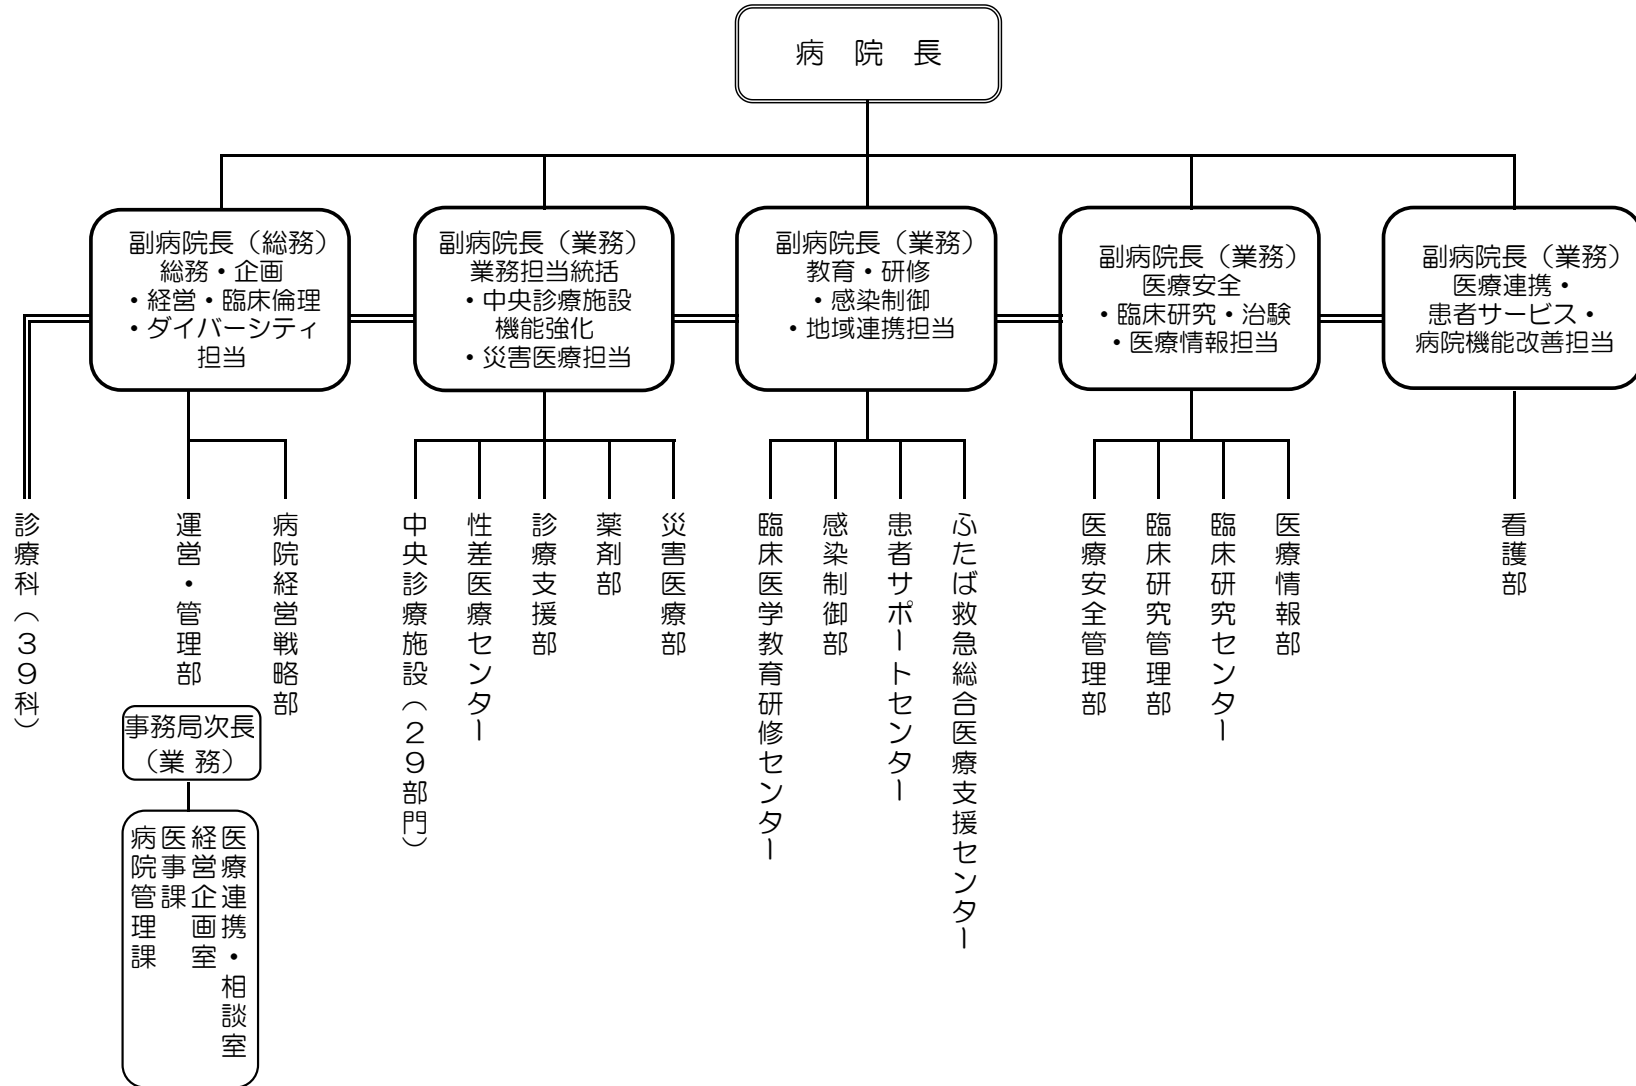 病 院 長
副病院長（総務）
総務・企画
・経営・臨床倫理
・ダイバーシティ
担当
副病院長（業務）
業務担当統括
・中央診療施設
機能強化
・災害医療担当
副病院長（業務）
教育・研修
・感染制御
・地域連携担当
副病院長（業務）
医療安全
・臨床研究・治験
・医療情報担当
副病院長（業務）
医療連携・
患者サービス・
病院機能改善担当
診療科（３９科）
運営・管理部
病院経営戦略部
中央診療施設（２９部門）
性差医療センター
診療支援部
薬剤部
災害医療部
臨床医学教育研修センター
感染制御部
患者サポートセンター
ふたば救急総合医療支援センター
医療安全管理部
臨床研究管理部
臨床研究センター
医療情報部
看護部
事務局次長
（業 務）
医療連携・相談室
経営企画室
医事課
病院管理課